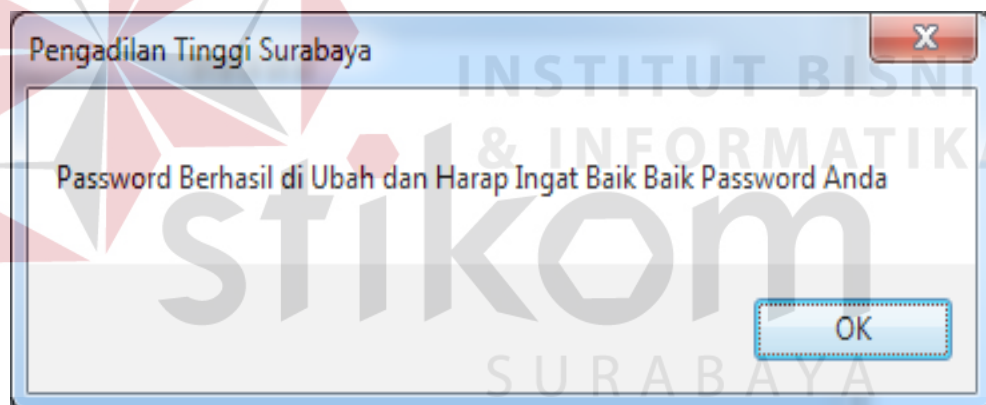 Pengadilan Tinggi Surabaya
INSTITUT BISNI
& INFORMATIKA
Password Berhasil di Ubah dan Harap Ingat Baik Baik Password Anda
stikom
OK
SURABAYA